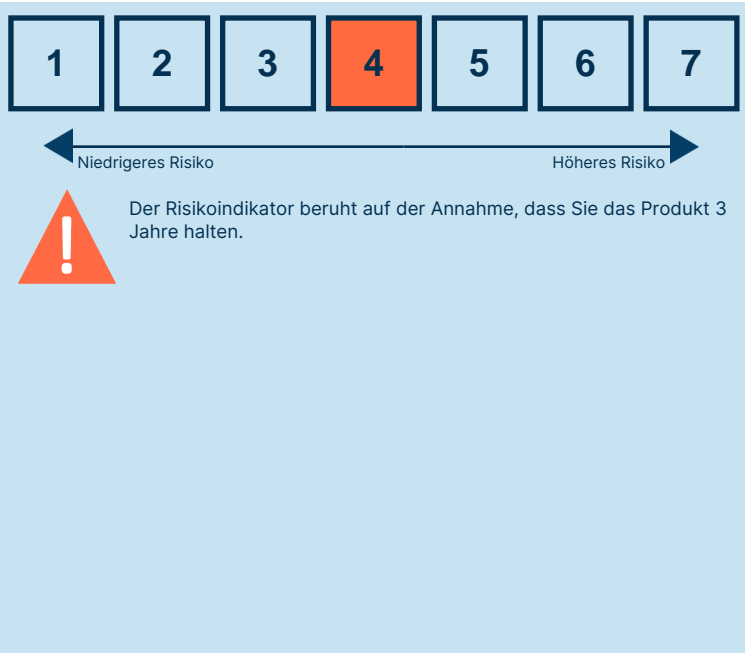 1 2 3 4 5 6 7
Niedrigeres Risiko Höheres Risiko
Der Risikoindikator beruht auf der Annahme, dass Sie das Produkt 3
Jahre halten.
!